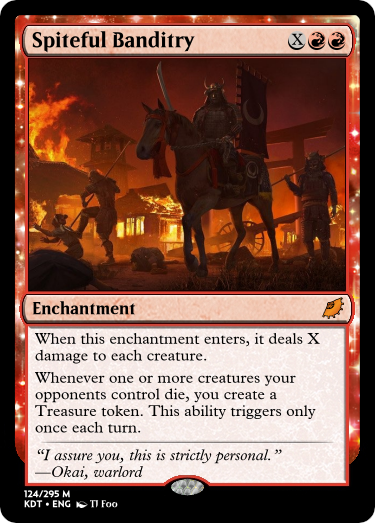 Spiteful Banditry X
Enchantment
When this enchantment enters, it deals X
damage to each creature.
Whenever one or more creatures your
opponents control die, you create a
Treasure token. This ability triggers only
once each turn.
“I assure you, this is strictly personal.”
—Okai, warlord
124/295 M
KDT • ENG TJ Foo